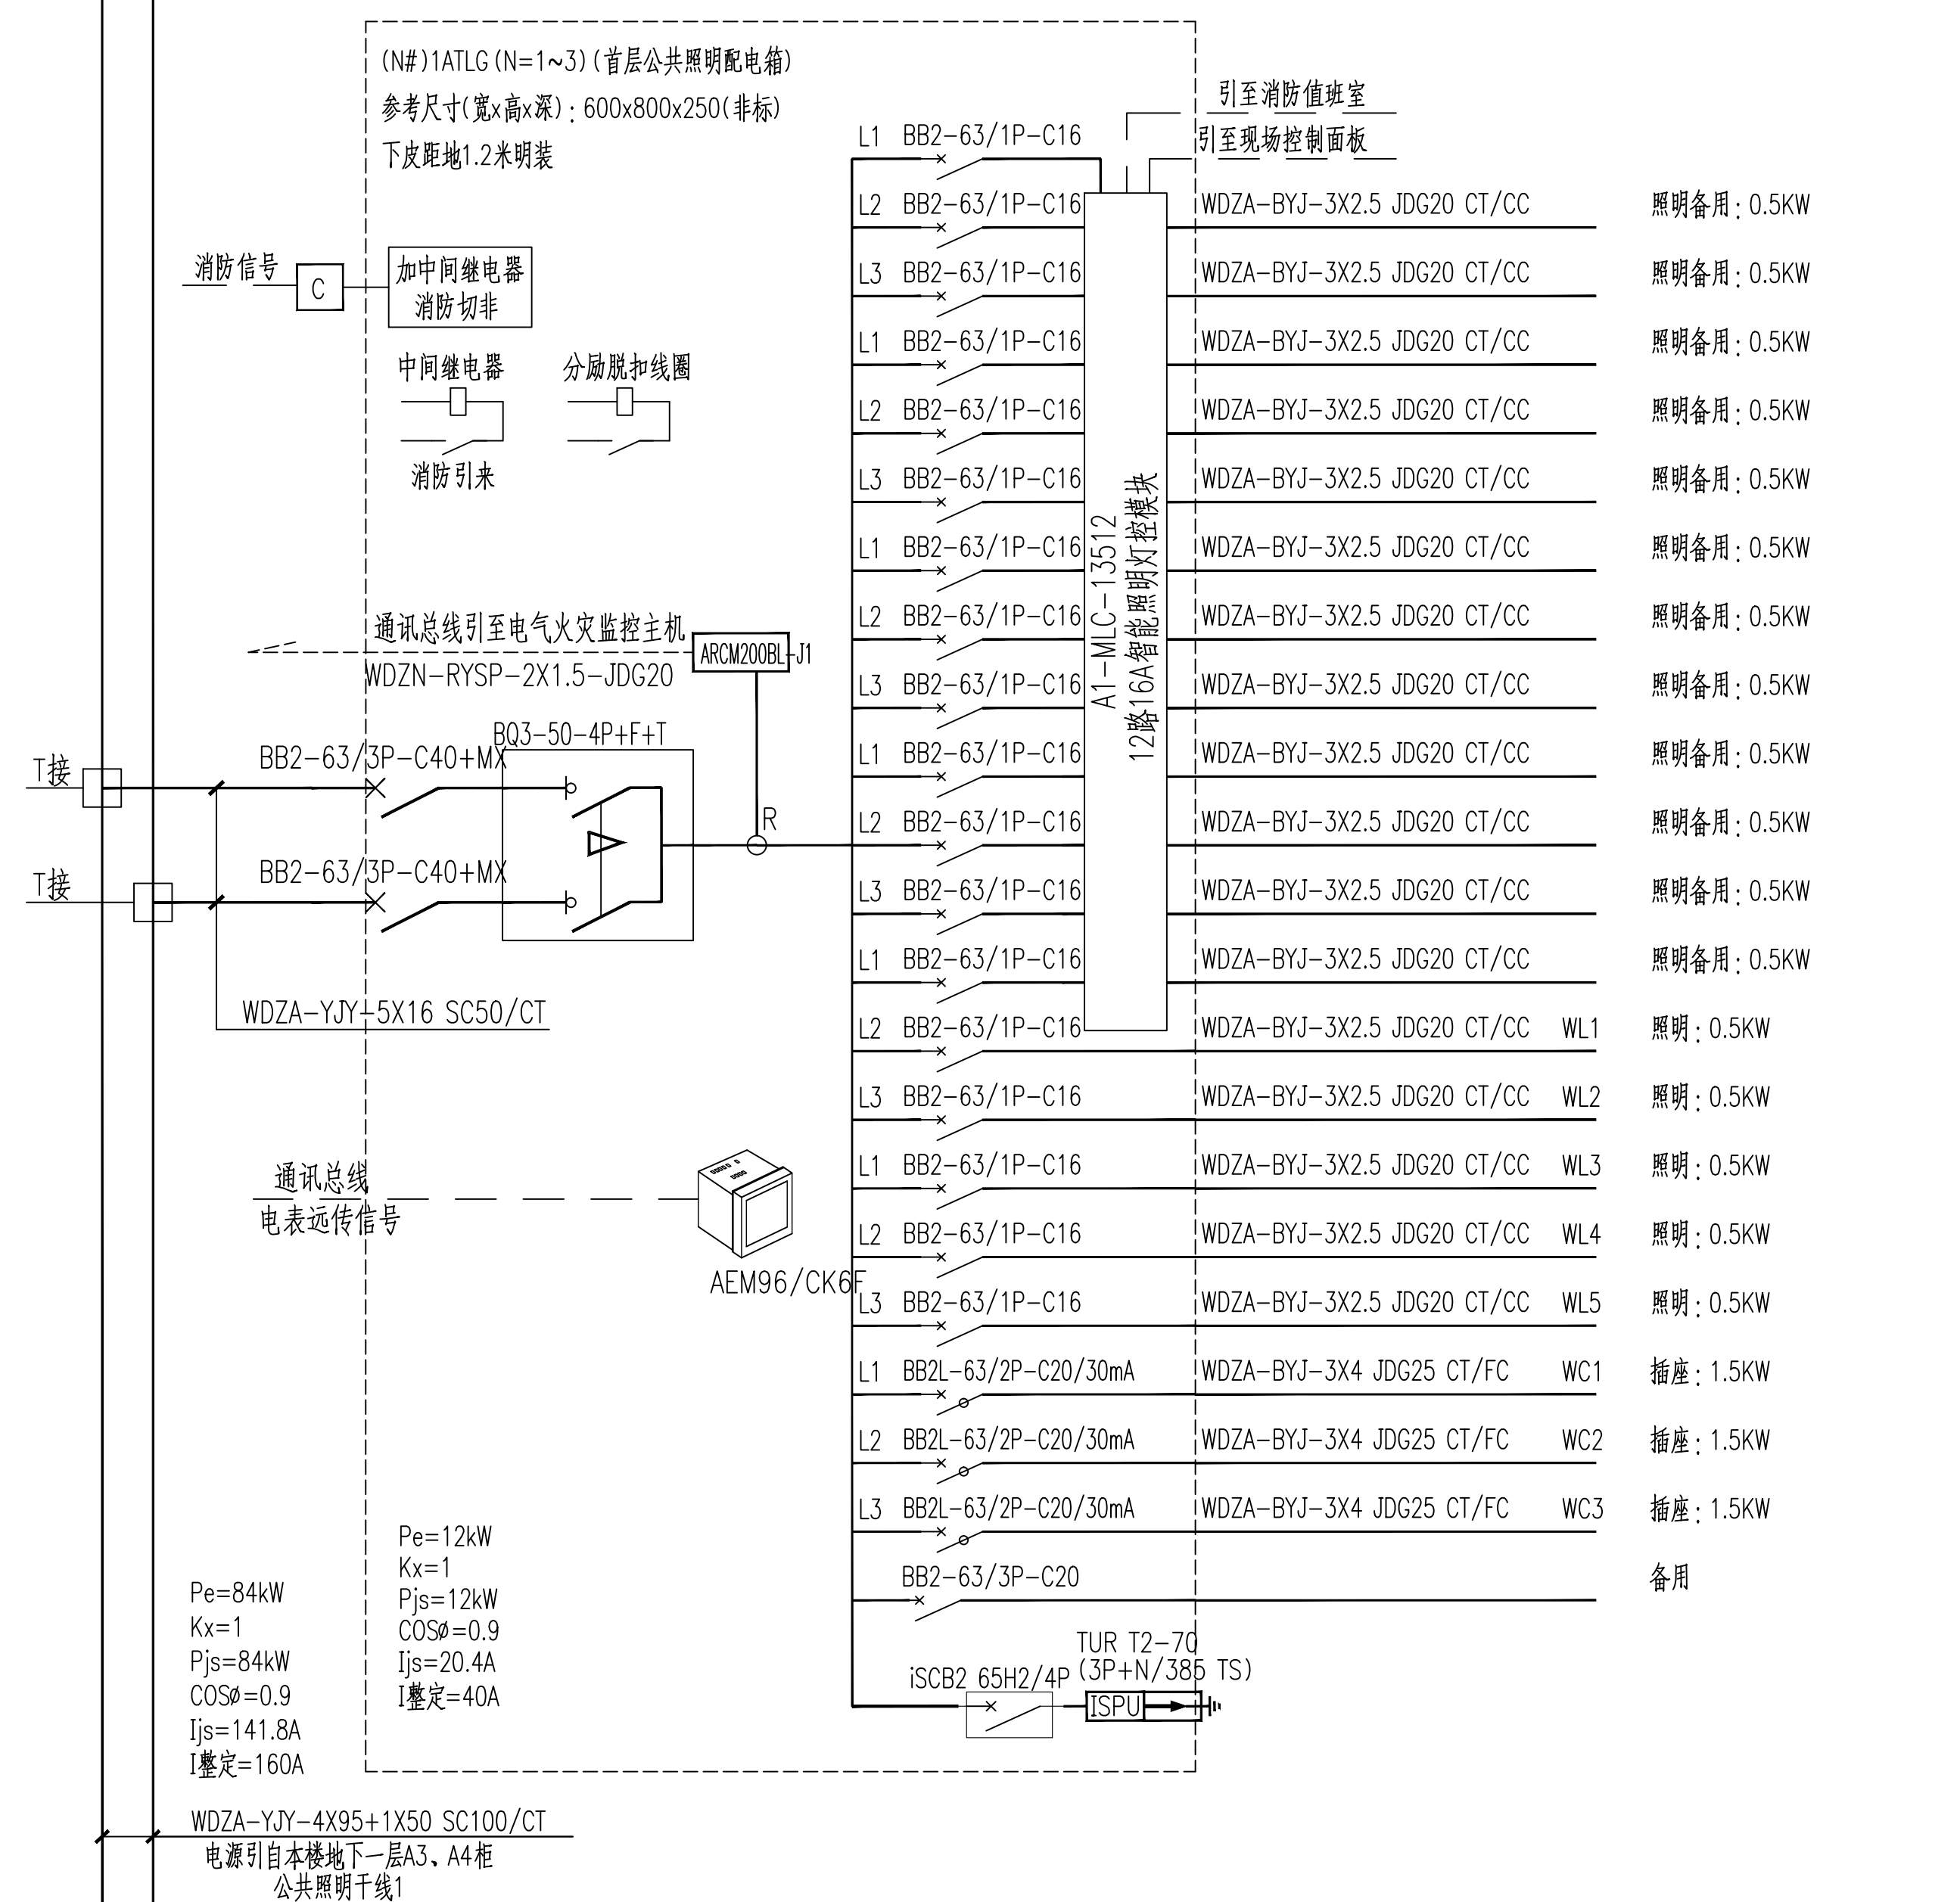 (N#)1ATLG(N=1~3)(首层公共照明配电箱)
参考尺寸(宽x高x深): 600x800x250(非标)
下皮距地1.2米明装
引至消防值班室
引至现场控制面板
消防信号
C
加中间继电器
消防切非
中间继电器
分励脱扣线圈
消防引来
通讯总线引至电气火灾监控主机
ARCM200BL-J1
WDZN-RYSP-2X1.5-JDG20
BQ3-50-4P+F+T
T接
BB2-63/3P-C40+MX
R
T接
BB2-63/3P-C40+MX
WDZA-YJY-5X16 SC50/CT
通讯总线
电表远传信号
AEM96/CK6F
A1-MLC-13512
12路16A智能照明灯控模块
L1 BB2-63/1P-C16
L2 BB2-63/1P-C16 WDZA-BYJ-3X2.5 JDG20 CT/CC 照明备用: 0.5KW
L3 BB2-63/1P-C16 WDZA-BYJ-3X2.5 JDG20 CT/CC 照明备用: 0.5KW
L1 BB2-63/1P-C16 WDZA-BYJ-3X2.5 JDG20 CT/CC 照明备用: 0.5KW
L2 BB2-63/1P-C16 WDZA-BYJ-3X2.5 JDG20 CT/CC 照明备用: 0.5KW
L3 BB2-63/1P-C16 WDZA-BYJ-3X2.5 JDG20 CT/CC 照明备用: 0.5KW
L1 BB2-63/1P-C16 WDZA-BYJ-3X2.5 JDG20 CT/CC 照明备用: 0.5KW
L2 BB2-63/1P-C16 WDZA-BYJ-3X2.5 JDG20 CT/CC 照明备用: 0.5KW
L3 BB2-63/1P-C16 WDZA-BYJ-3X2.5 JDG20 CT/CC 照明备用: 0.5KW
L1 BB2-63/1P-C16 WDZA-BYJ-3X2.5 JDG20 CT/CC 照明备用: 0.5KW
L2 BB2-63/1P-C16 WDZA-BYJ-3X2.5 JDG20 CT/CC 照明备用: 0.5KW
L3 BB2-63/1P-C16 WDZA-BYJ-3X2.5 JDG20 CT/CC 照明备用: 0.5KW
L1 BB2-63/1P-C16 WDZA-BYJ-3X2.5 JDG20 CT/CC 照明备用: 0.5KW
L2 BB2-63/1P-C16 WDZA-BYJ-3X2.5 JDG20 CT/CC WL1 照明: 0.5KW
L3 BB2-63/1P-C16 WDZA-BYJ-3X2.5 JDG20 CT/CC WL2 照明: 0.5KW
L1 BB2-63/1P-C16 WDZA-BYJ-3X2.5 JDG20 CT/CC WL3 照明: 0.5KW
L2 BB2-63/1P-C16 WDZA-BYJ-3X2.5 JDG20 CT/CC WL4 照明: 0.5KW
L3 BB2-63/1P-C16 WDZA-BYJ-3X2.5 JDG20 CT/CC WL5 照明: 0.5KW
L1 BB2L-63/2P-C20/30mA WDZA-BYJ-3X4 JDG25 CT/FC WC1 插座: 1.5KW
L2 BB2L-63/2P-C20/30mA WDZA-BYJ-3X4 JDG25 CT/FC WC2 插座: 1.5KW
L3 BB2L-63/2P-C20/30mA WDZA-BYJ-3X4 JDG25 CT/FC WC3 插座: 1.5KW
BB2-63/3P-C20 备用
TUR T2-70
(3P+N/385 TS)
iSCB2 65H2/4P
ISPU
Pe=12kW
Kx=1
Pjs=12kW
COSø=0.9
Ijs=20.4A
I整定=40A
Pe=84kW
Kx=1
Pjs=84kW
COSø=0.9
Ijs=141.8A
I整定=160A
WDZA-YJY-4X95+1X50 SC100/CT
电源引自本楼地下一层A3、A4柜
公共照明干线1